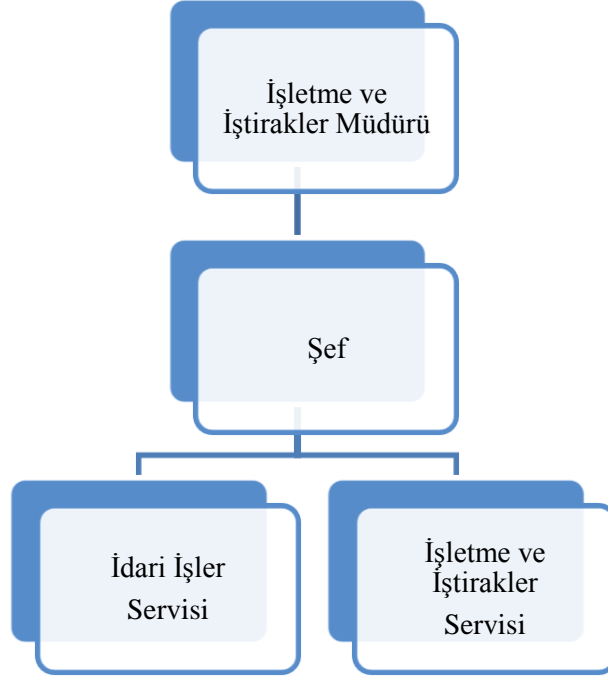 İşletme ve
İştirakler Müdürü
Şef
İdari İşler
Servisi
İşletme ve
İştirakler
Servisi